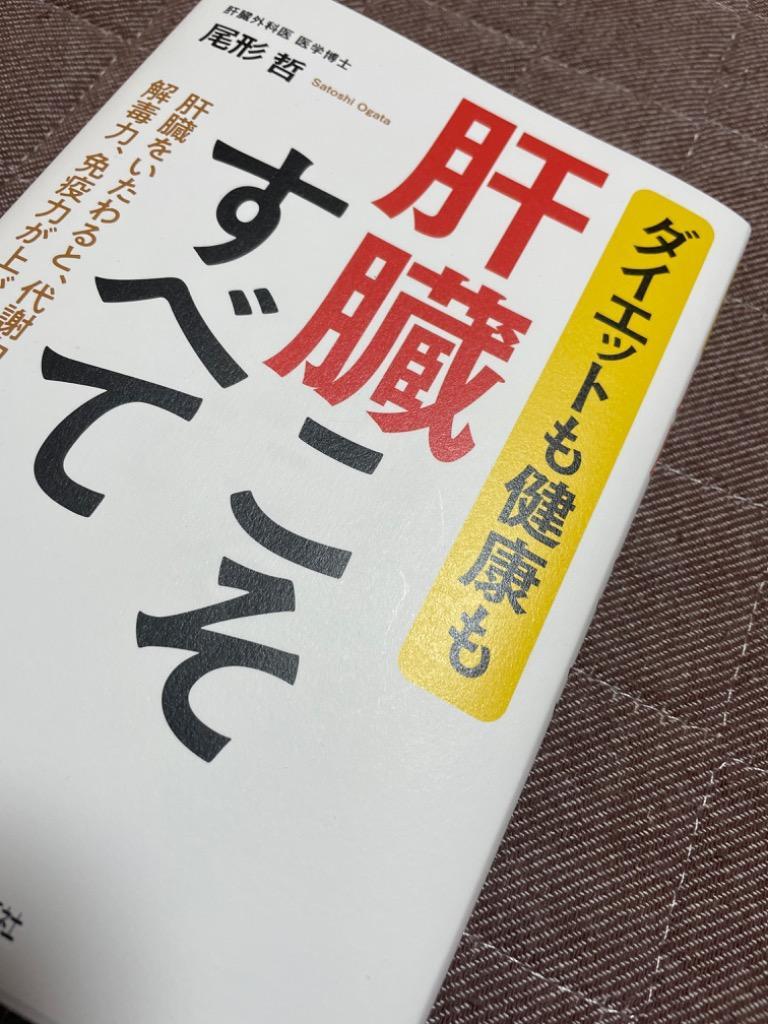 肝臓外科医 医学博士
尾形 哲
Satoshi Ogata
ダイエットも健康も
肝臓こそ
すべて
肝臓をいたわると、代謝
解毒力、免疫力が上が
社